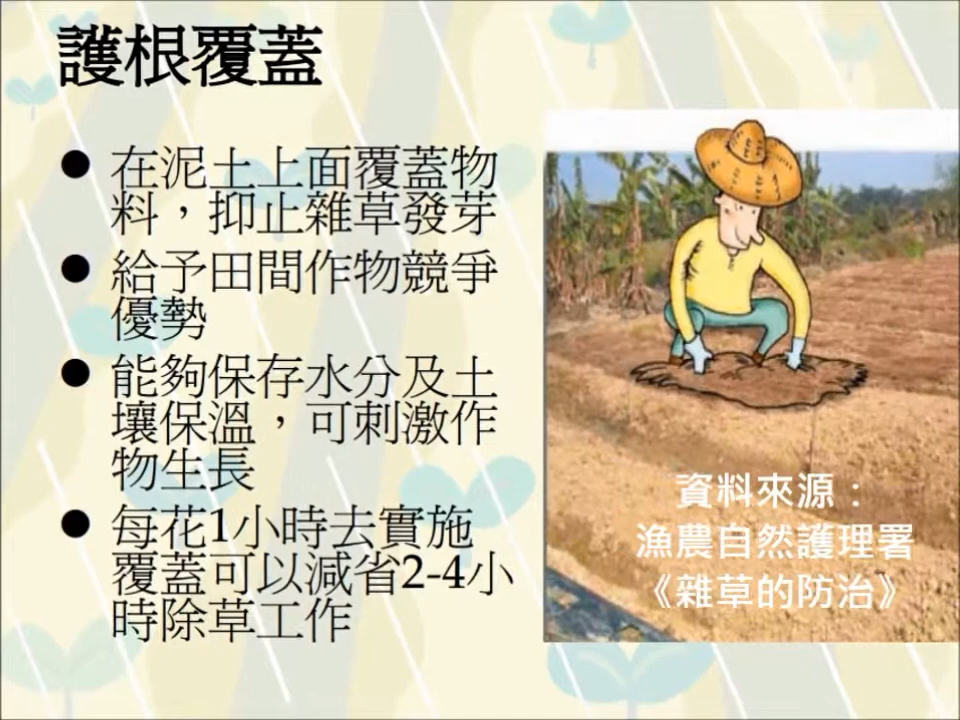 護根覆蓋
● 在泥土上面覆蓋物
料，抑止雜草發芽
● 給予田間作物競爭
優勢
● 能夠保存水分及土
壤保溫，可刺激作
物生長
● 每花1小時去實施
覆蓋可以減省2-4小
時除草工作
資料來源：
漁農自然護理署
《雜草的防治》